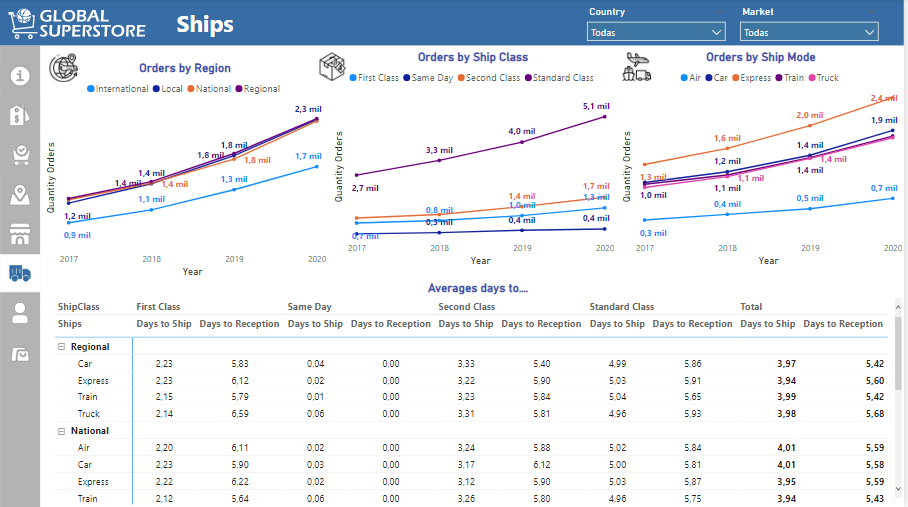 GLOBAL
SUPERSTORE
Ships
Country
Todas
Market
Todas
Orders by Region
International Local National Regional
Quantity Orders
2,3 mil
1,8 mil
1,8 mil
1,8 mil
1,7 mil
1,4 mil
1,4 mil
1,4 mil
1,3 mil
1,2 mil
1,1 mil
0,9 mil
2017 2018 2019 2020
Year
Orders by Ship Class
First Class Same Day Second Class Standard Class
Quantity Orders
5,1 mil
4,0 mil
3,3 mil
2,7 mil
1,7 mil
1,4 mil
1,3 mil
1,0 mil
0,8 mil
0,7 mil
0,3 mil
0,4 mil
0,4 mil
2017 2018 2019 2020
Year
Orders by Ship Mode
Air Car Express Train Truck
Quantity Orders
2,4 mil
2,0 mil
1,9 mil
1,6 mil
1,4 mil
1,4 mil
1,4 mil
1,3 mil
1,2 mil
1,1 mil
1,1 mil
1,0 mil
0,7 mil
0,5 mil
0,4 mil
0,3 mil
2017 2018 2019 2020
Year
Averages days to....
ShipClass First Class Same Day Second Class Standard Class Total
Ships Days to Ship Days to Reception Days to Ship Days to Reception Days to Ship Days to Reception Days to Ship Days to Reception Days to Ship Days to Reception
Regional
Car 2,23 5,83 0,04 0,00 3,33 5,40 4,99 5,86 3,97 5,42
Express 2,23 6,12 0,02 0,00 3,22 5,90 5,03 5,91 3,94 5,60
Train 2,15 5,79 0,01 0,00 3,23 5,84 5,04 5,65 3,99 5,42
Truck 2,14 6,59 0,06 0,00 3,31 5,81 4,96 5,93 3,98 5,68
National
Air 2,20 6,11 0,02 0,00 3,24 5,88 5,02 5,84 4,01 5,59
Car 2,23 5,90 0,03 0,00 3,17 6,12 5,00 5,81 4,01 5,58
Express 2,22 6,22 0,02 0,00 3,12 5,90 5,03 5,87 3,95 5,59
Train 2,12 5,64 0,06 0,00 3,26 5,80 4,96 5,75 3,94 5,43